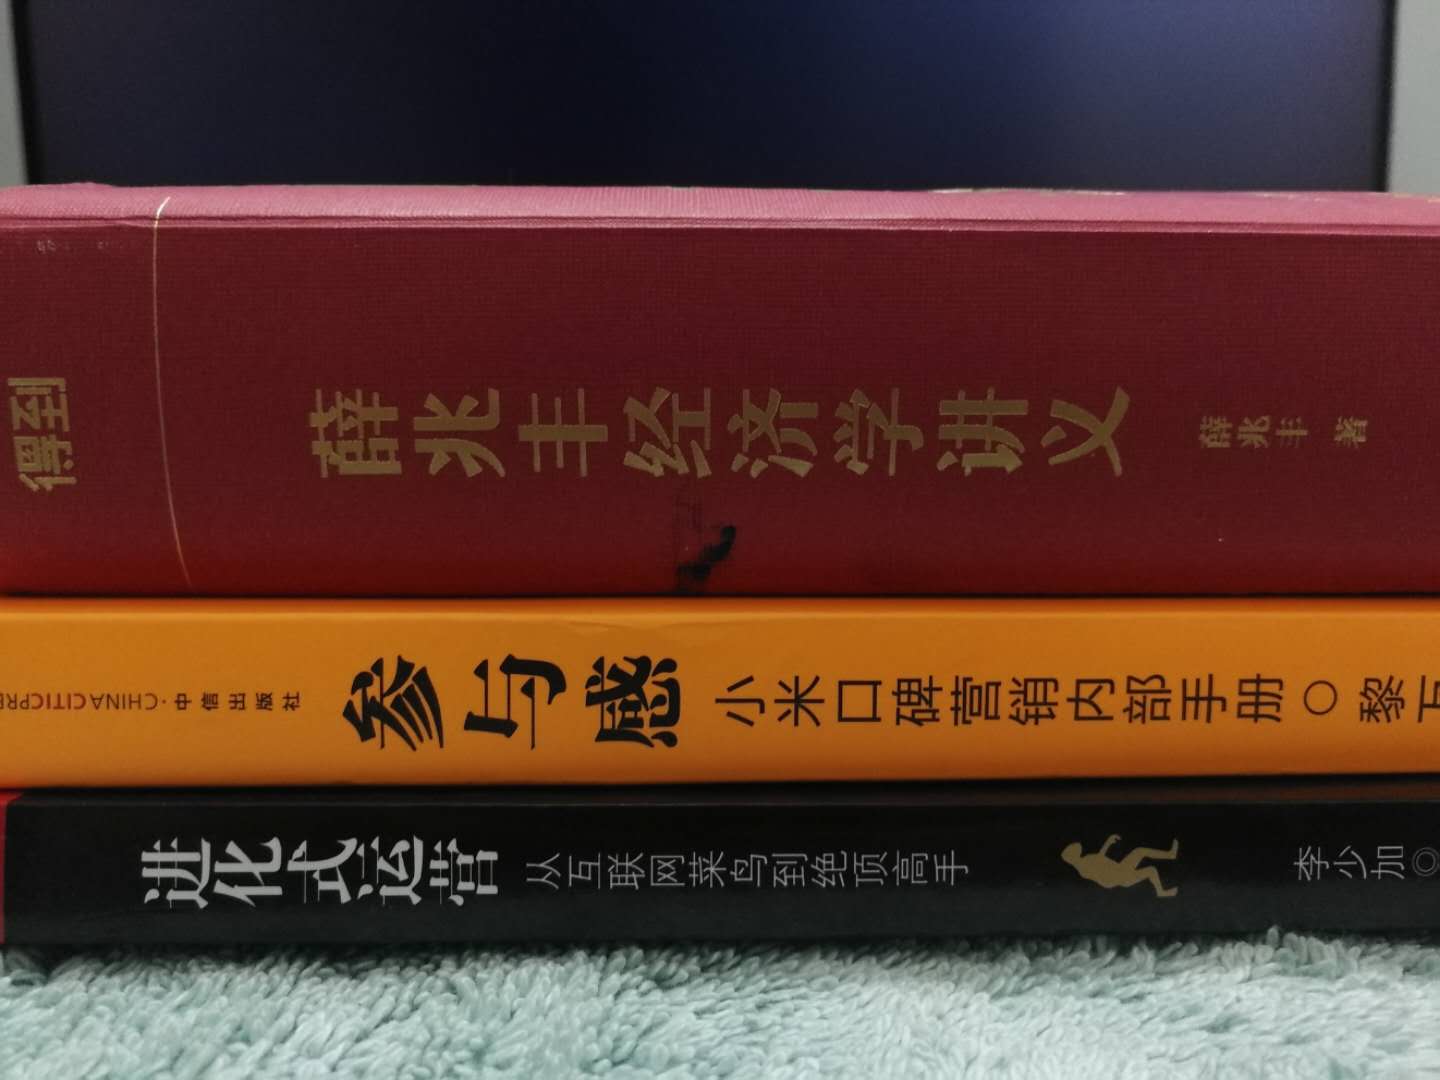 得到
薛兆丰经济学讲义 薛兆丰 著
CHINACITICPRE · 中信出版社
参与感 小米口碑营销内部手册 ○ 黎万
进化式运营 从互联网菜鸟到绝顶高手 李少加◎